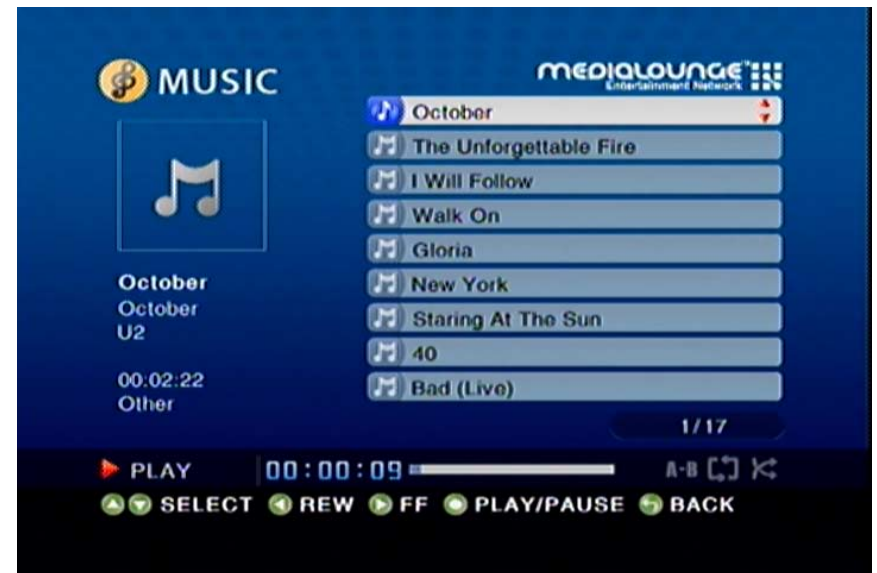 MUSIC
MEDIALOUNGE™
Entertainment Network
October
The Unforgettable Fire
I Will Follow
Walk On
Gloria
New York
Staring At The Sun
40
Bad (Live)
1/17
October
October
U2
00:02:22
Other
PLAY 00:00:09 A-B
SELECT REW FF PLAY/PAUSE BACK